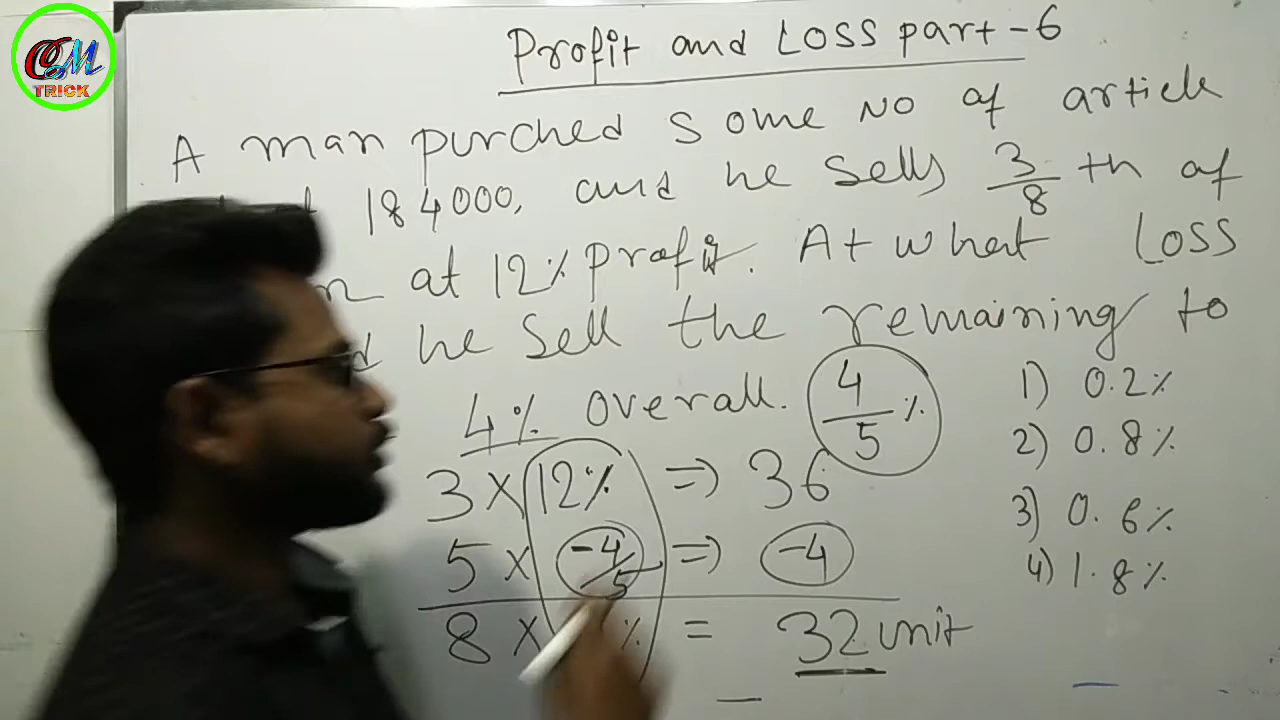 CGM
TRICK
Profit and Loss part-6
A man purched some No of article
184000, and he sells 3/8 th of
at 12% profit. At what Loss
he sell the remaining to
4% overall. 4/5 %
1) 0.2%
2) 0.8%
3) 0.6%
4) 1.8%
3 x 12% => 36
5 x -4/5 => -4
8 x % = 32 unit